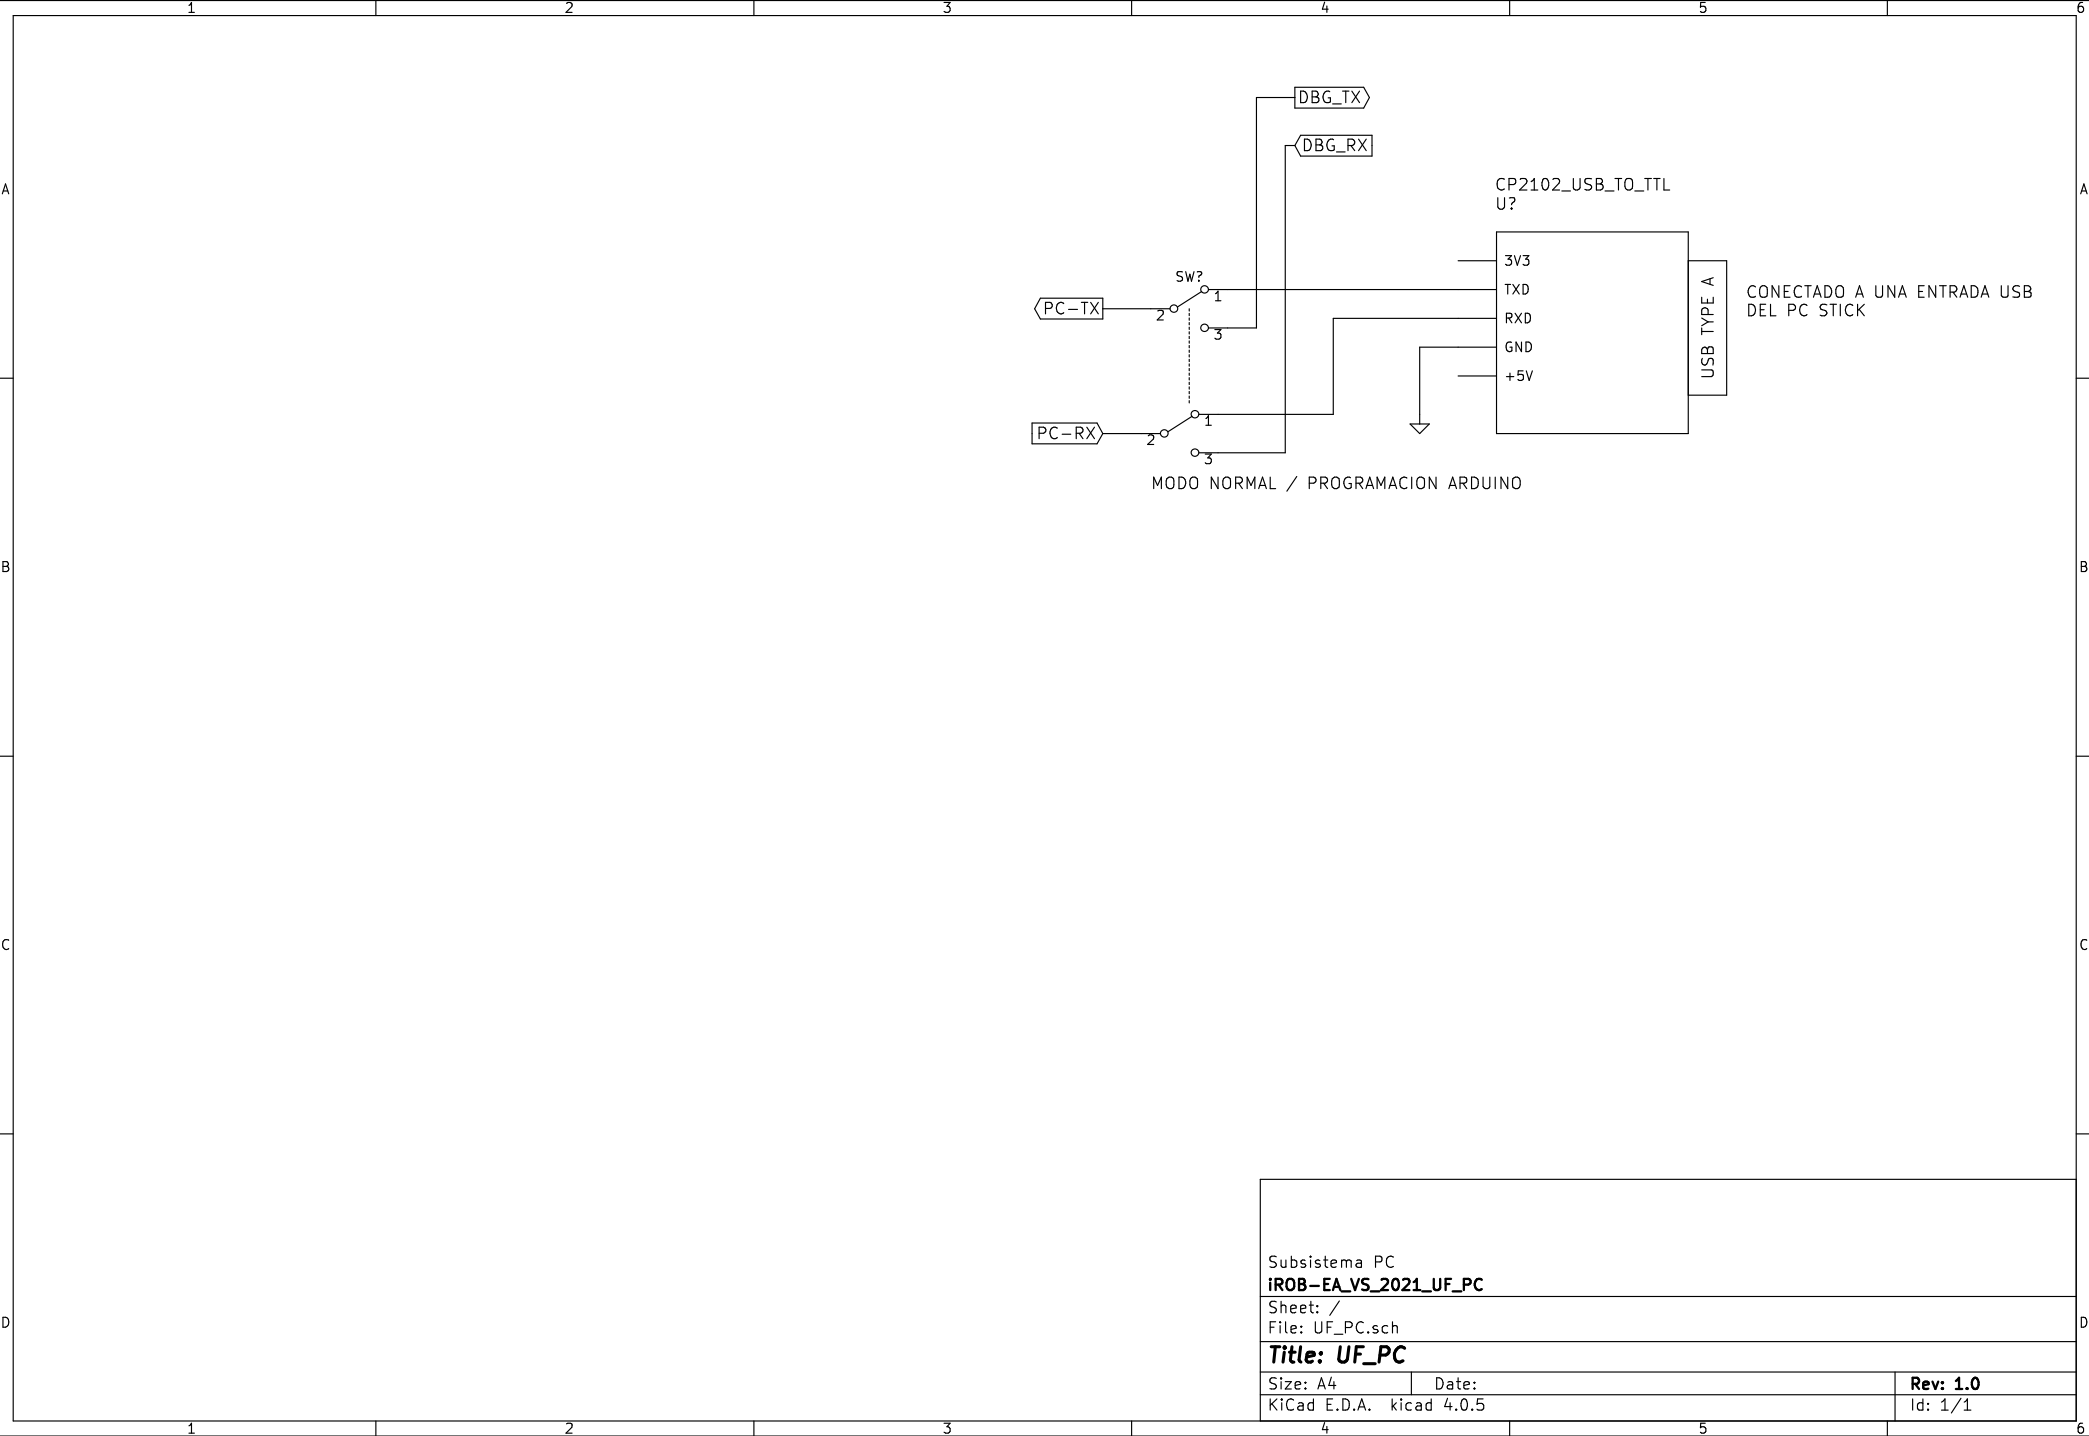 1 2 3 4 5 6
DBG_TX
DBG_RX
A A
CP2102_USB_TO_TTL
U?
3V3
SW?
1 TXD
CONECTADO A UNA ENTRADA USB
DEL PC STICK
USB TYPE A
PC-TX 2
RXD
3
GND
+5V
1
PC-RX 2
3
MODO NORMAL / PROGRAMACION ARDUINO
B B
C C
Subsistema PC
iROB-EA_VS_2021_UF_PC
Sheet: /
File: UF_PC.sch
D D
Title: UF_PC
Size: A4 Date: Rev: 1.0
KiCad E.D.A. kicad 4.0.5 Id: 1/1
1 2 3 4 5 6